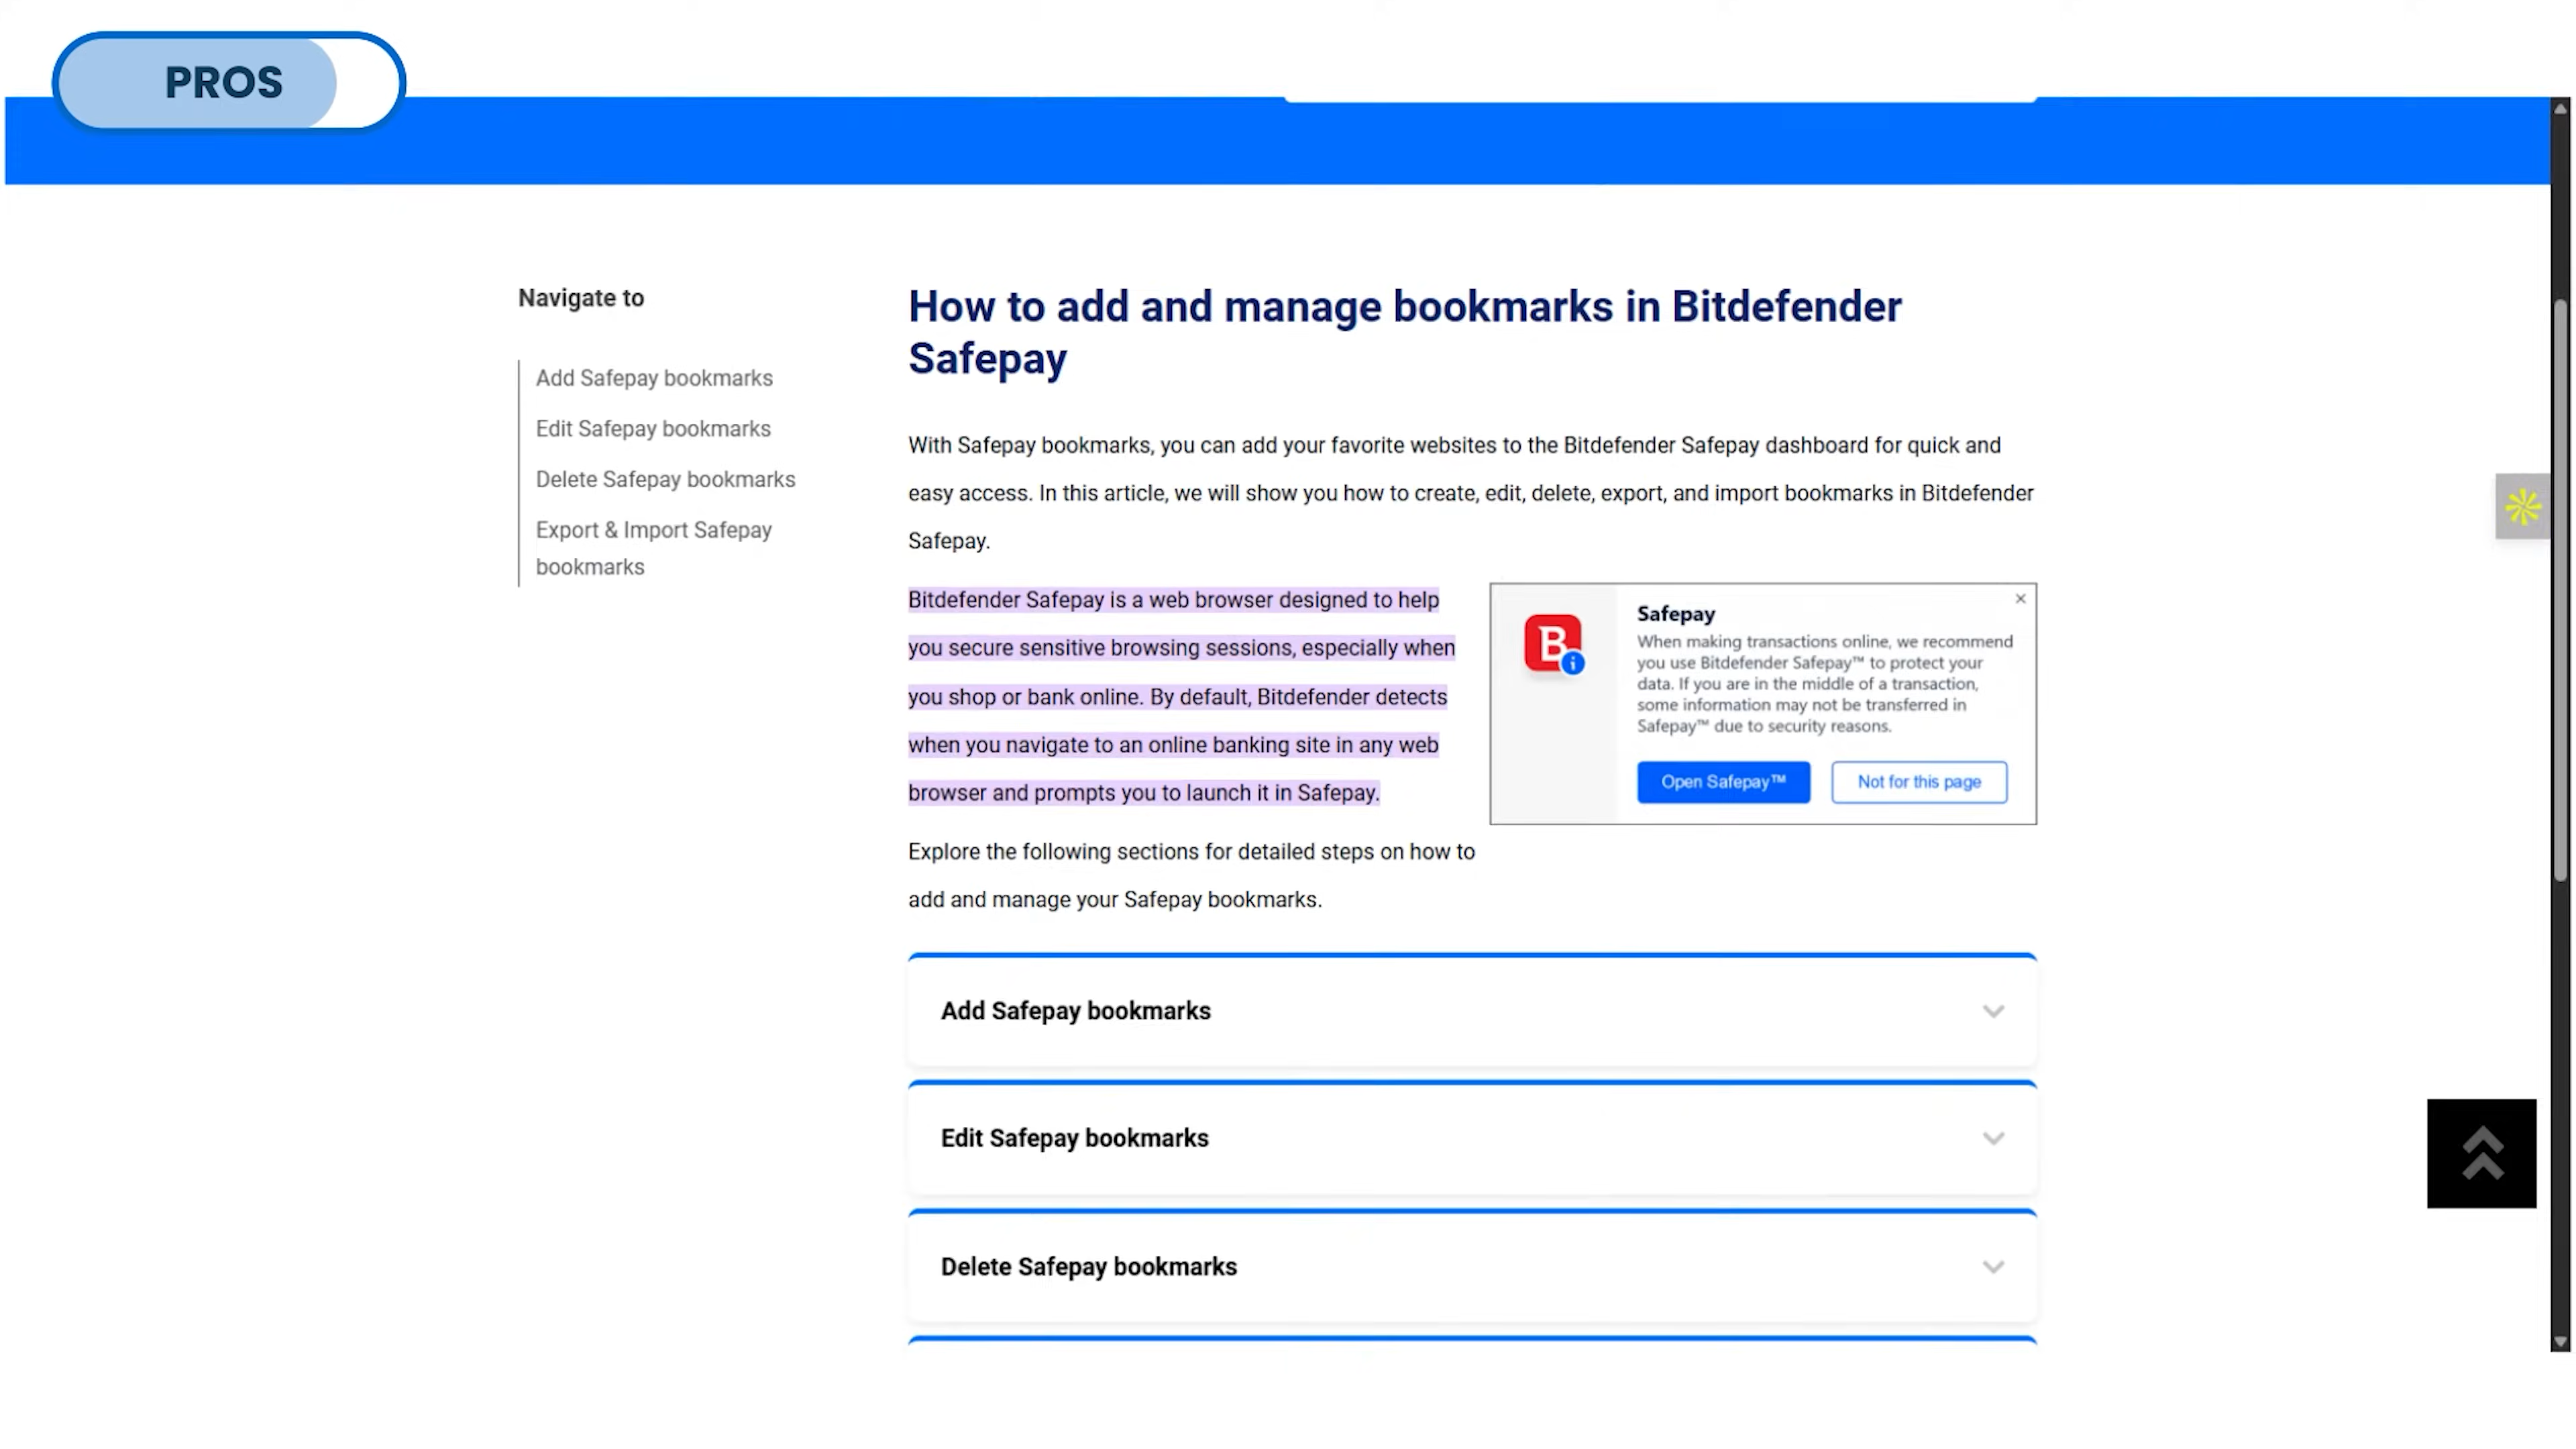 PROS
Navigate to
Add Safepay bookmarks
Edit Safepay bookmarks
Delete Safepay bookmarks
Export & Import Safepay
bookmarks
How to add and manage bookmarks in Bitdefender
Safepay
With Safepay bookmarks, you can add your favorite websites to the Bitdefender Safepay dashboard for quick and
easy access. In this article, we will show you how to create, edit, delete, export, and import bookmarks in Bitdefender
Safepay.
Bitdefender Safepay is a web browser designed to help
you secure sensitive browsing sessions, especially when
you shop or bank online. By default, Bitdefender detects
when you navigate to an online banking site in any web
browser and prompts you to launch it in Safepay.
B
i
Safepay
When making transactions online, we recommend
you use Bitdefender Safepay™ to protect your
data. If you are in the middle of a transaction,
some information may not be transferred in
Safepay™ due to security reasons.
Open Safepay™
Not for this page
Explore the following sections for detailed steps on how to
add and manage your Safepay bookmarks.
Add Safepay bookmarks
Edit Safepay bookmarks
Delete Safepay bookmarks